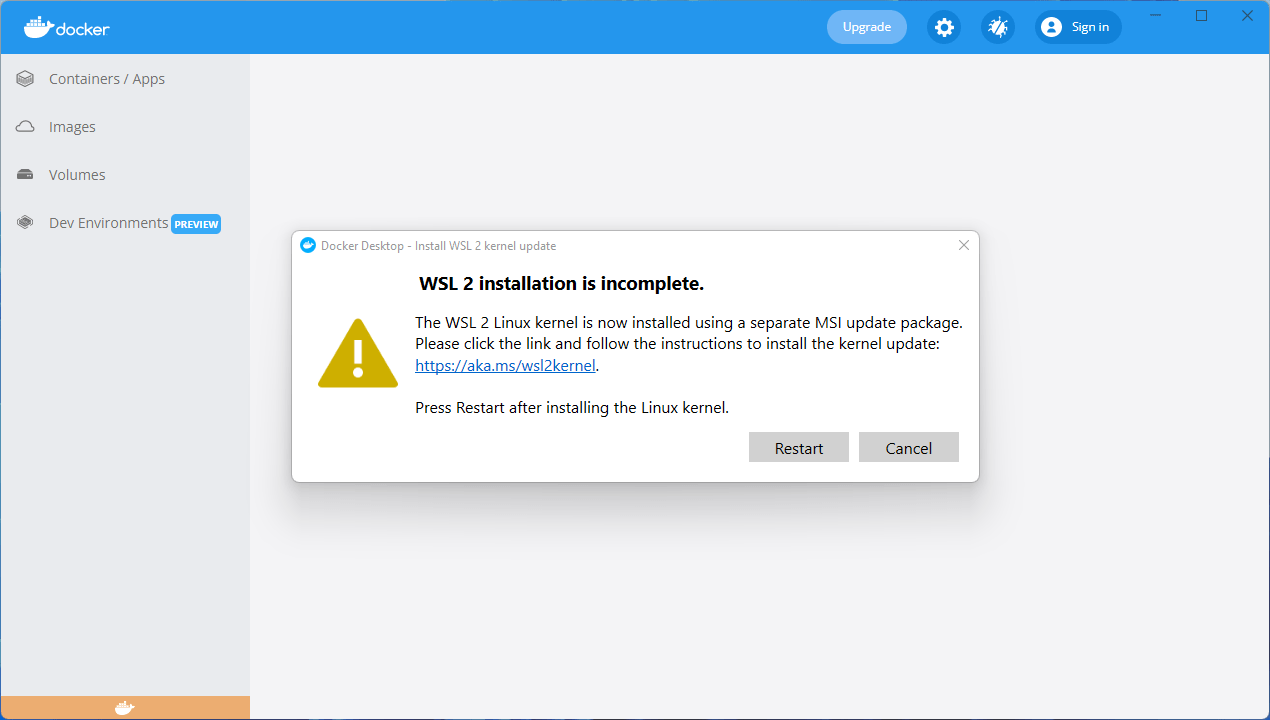 docker
Upgrade
Sign in
Containers / Apps
Images
Volumes
Dev Environments PREVIEW
Docker Desktop - Install WSL 2 kernel update
WSL 2 installation is incomplete.
The WSL 2 Linux kernel is now installed using a separate MSI update package.
Please click the link and follow the instructions to install the kernel update:
https://aka.ms/wsl2kernel.
Press Restart after installing the Linux kernel.
Restart
Cancel